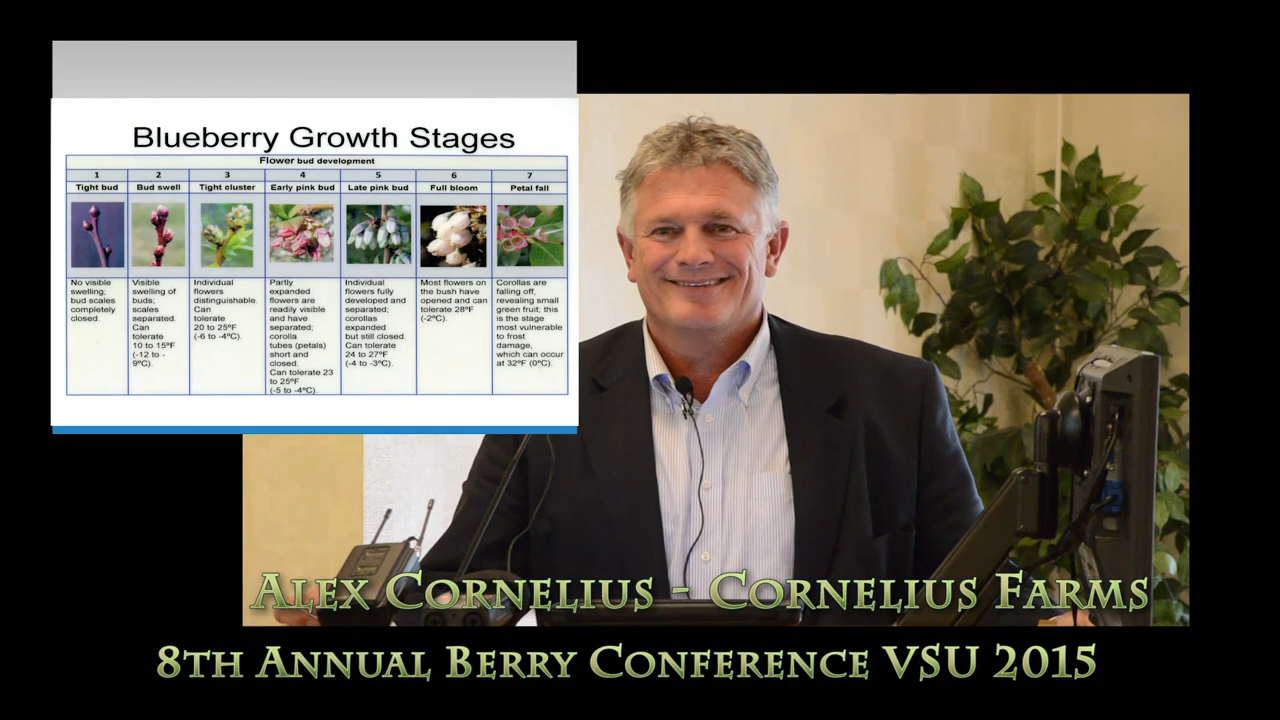 Blueberry Growth Stages
Flower bud development
1 2 3 4 5 6 7
Tight bud Bud swell Tight cluster Early pink bud Late pink bud Full bloom Petal fall
No visible
swelling;
bud scales
completely
closed.
Visible
swelling of
buds;
scales
separated.
Can
tolerate
10 to 15ºF
(-12 to -
9ºC).
Individual
flowers
distinguishable.
Can
tolerate
20 to 25ºF
(-6 to -4ºC).
Partly
expanded
flowers are
readily visible
and have
separated;
corolla
tubes (petals)
short and
closed.
Can tolerate 23
to 25ºF
(-5 to -4ºC).
Individual
flowers fully
developed and
separated;
corollas
expanded
but still closed.
Can tolerate
24 to 27ºF
(-4 to -3ºC).
Most flowers on
the bush have
opened and can
tolerate 28ºF
(-2ºC).
Corollas are
falling off,
revealing small
green fruit; this
is the stage
most vulnerable
to frost
damage,
which can occur
at 32ºF (0ºC).
Alex Cornelius - Cornelius Farms
8th Annual Berry Conference VSU 2015